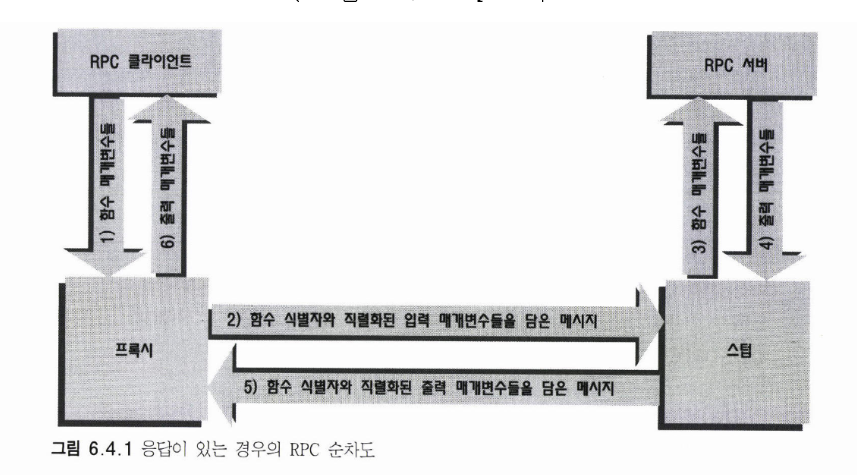 RPC 클라이언트
RPC 서버
1) 함수 매개변수들
6) 출력 매개변수들
3) 함수 매개변수들
4) 출력 매개변수들
프록시
2) 함수 식별자와 직렬화된 입력 매개변수들을 담은 메시지
스텁
5) 함수 식별자와 직렬화된 출력 매개변수들을 담은 메시지
그림 6.4.1 응답이 있는 경우의 RPC 순차도